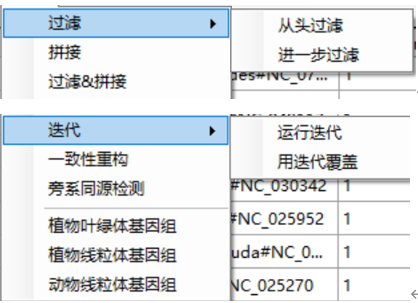 过滤
从头过滤
拼接
进一步过滤
过滤&拼接
des#NC_07... 1
迭代
运行迭代
一致性重构
用迭代覆盖
旁系同源检测
#NC_030342 1
植物叶绿体基因组
#NC_025952 1
植物线粒体基因组
uda#NC_0... 1
动物线粒体基因组
NC_025270 1